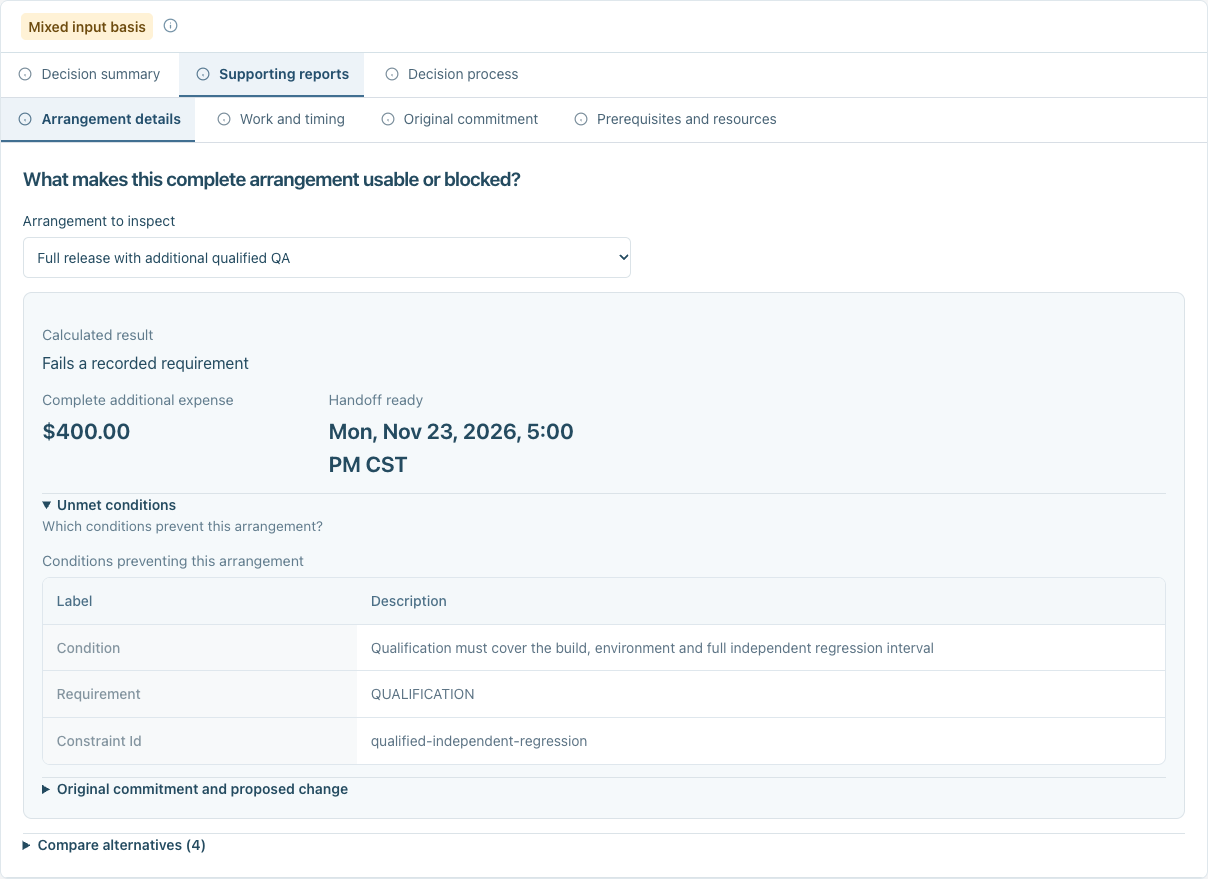 Mixed input basis
Decision summary
Supporting reports
Decision process
Arrangement details
Work and timing
Original commitment
Prerequisites and resources
What makes this complete arrangement usable or blocked?
Arrangement to inspect
Full release with additional qualified QA
Calculated result
Fails a recorded requirement
Complete additional expense
$400.00
Handoff ready
Mon, Nov 23, 2026, 5:00
PM CST
Unmet conditions
Which conditions prevent this arrangement?
Conditions preventing this arrangement
Label Description
Condition Qualification must cover the build, environment and full independent regression interval
Requirement QUALIFICATION
Constraint Id qualified-independent-regression
Original commitment and proposed change
Compare alternatives (4)